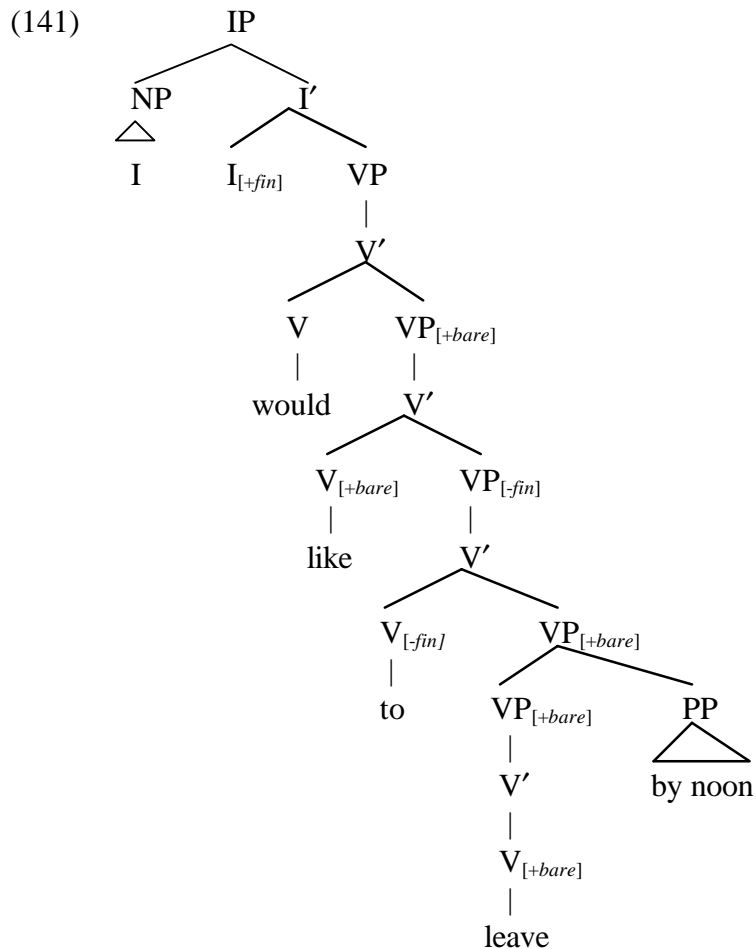 (141) IP
NP I′
I I[+fin] VP
V′
V VP[+bare]
would V′
V[+bare] VP[-fin]
like V′
V[-fin] VP[+bare]
to VP[+bare] PP
V′ by noon
V[+bare]
leave